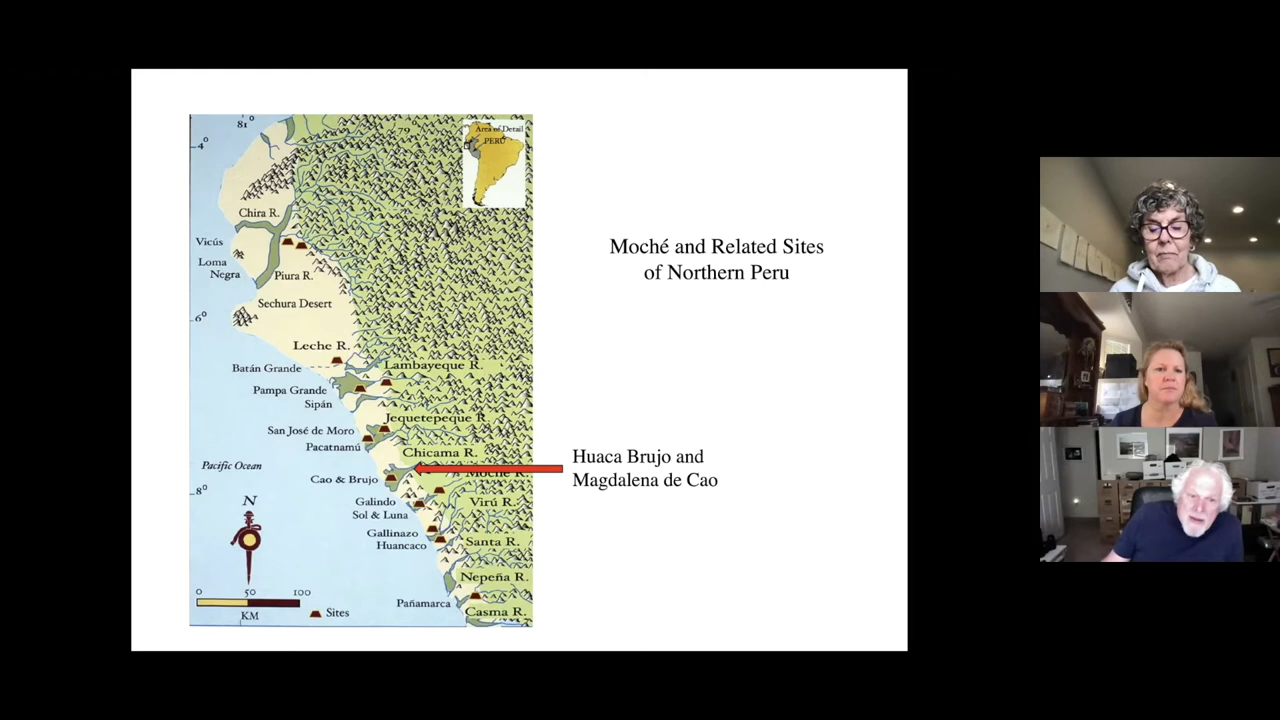 Moché and Related Sites
of Northern Peru
81°
79°
4°
Area of Detail
PERU
Chira R.
Vicús
Loma
Negra
Piura R.
Sechura Desert
6°
Leche R.
Batán Grande
Lambayeque R.
Pampa Grande
Sipán
Jequetepeque R
San José de Moro
Pacatnamú
Chicama R.
Huaca Brujo and
Magdalena de Cao
Pacific Ocean
Moche R.
Cao & Brujo
8°
N
Galindo
Virú R.
Sol & Luna
Gallinazo
Huancaco
Santa R.
Nepeña R.
0 50 100
KM
Sites
Pañamarca
Casma R.